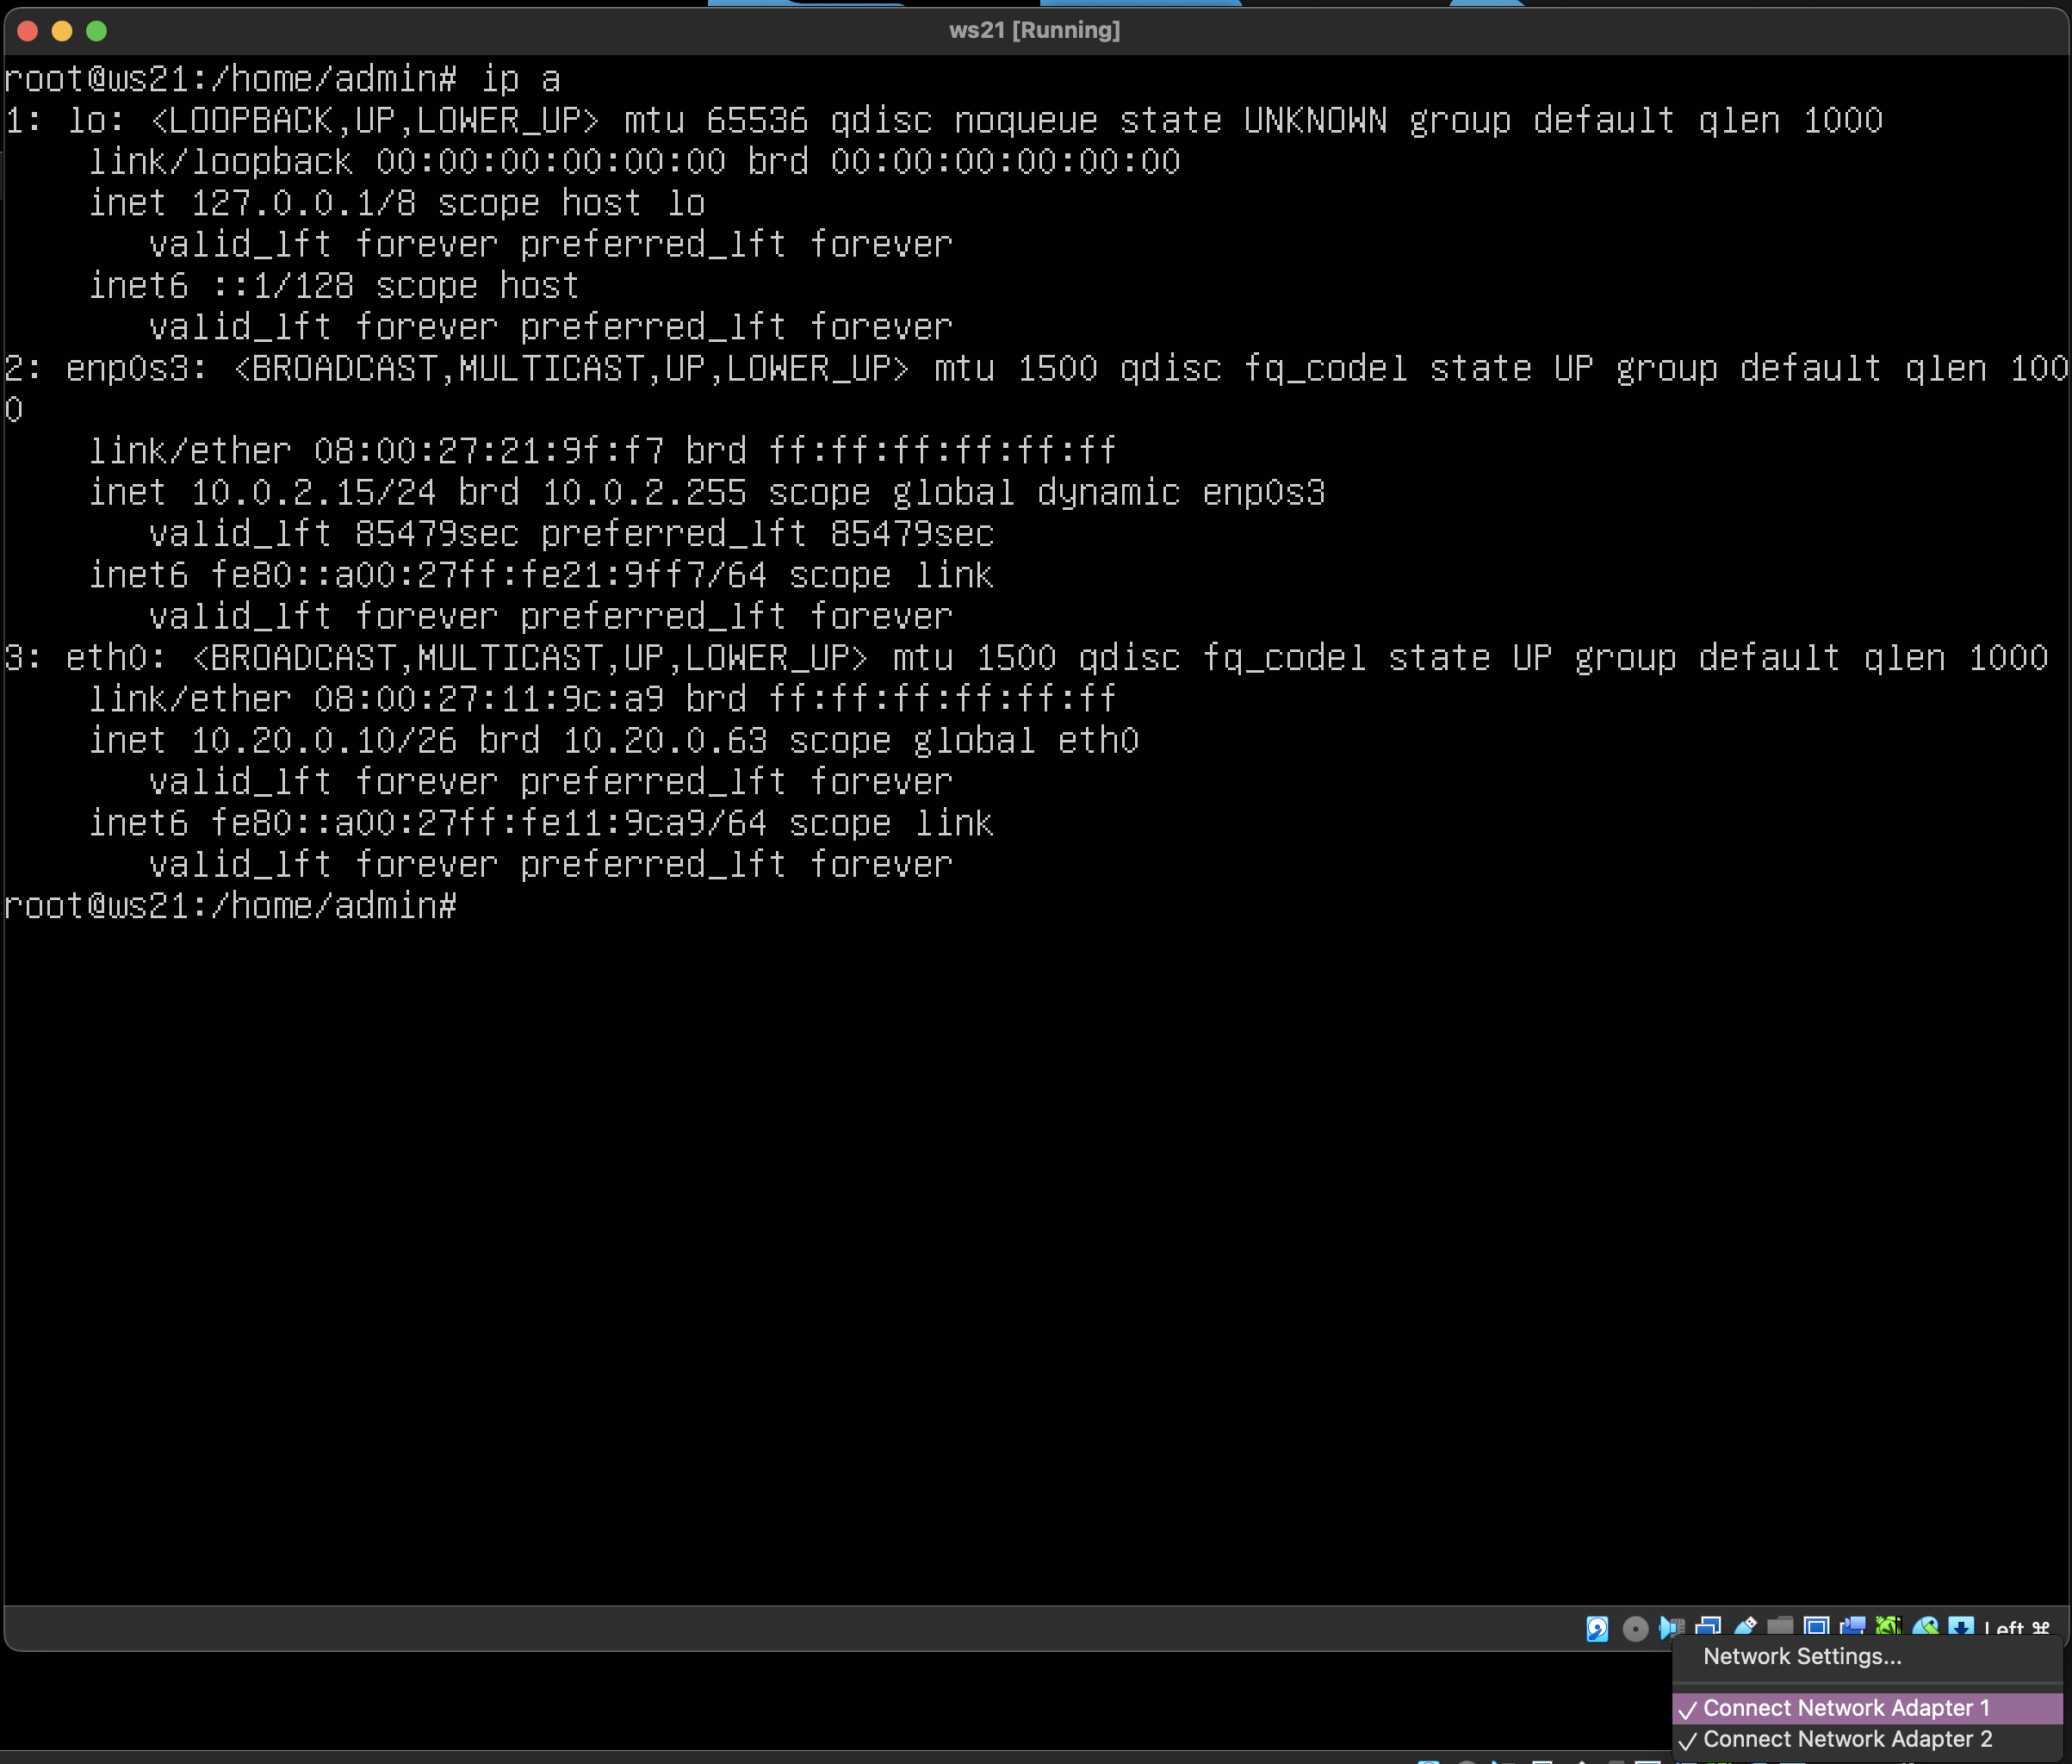 ws21 [Running]
root@ws21:/home/admin# ip a
1: lo: <LOOPBACK,UP,LOWER_UP> mtu 65536 qdisc noqueue state UNKNOWN group default qlen 1000
    link/loopback 00:00:00:00:00:00 brd 00:00:00:00:00:00
    inet 127.0.0.1/8 scope host lo
       valid_lft forever preferred_lft forever
    inet6 ::1/128 scope host
       valid_lft forever preferred_lft forever
2: enp0s3: <BROADCAST,MULTICAST,UP,LOWER_UP> mtu 1500 qdisc fq_codel state UP group default qlen 100
0
    link/ether 08:00:27:21:9f:f7 brd ff:ff:ff:ff:ff:ff
    inet 10.0.2.15/24 brd 10.0.2.255 scope global dynamic enp0s3
       valid_lft 85479sec preferred_lft 85479sec
    inet6 fe80::a00:27ff:fe21:9ff7/64 scope link
       valid_lft forever preferred_lft forever
3: eth0: <BROADCAST,MULTICAST,UP,LOWER_UP> mtu 1500 qdisc fq_codel state UP group default qlen 1000
    link/ether 08:00:27:11:9c:a9 brd ff:ff:ff:ff:ff:ff
    inet 10.20.0.10/26 brd 10.20.0.63 scope global eth0
       valid_lft forever preferred_lft forever
    inet6 fe80::a00:27ff:fe11:9ca9/64 scope link
       valid_lft forever preferred_lft forever
root@ws21:/home/admin#
Left ⌘
Network Settings...
✓ Connect Network Adapter 1
✓ Connect Network Adapter 2